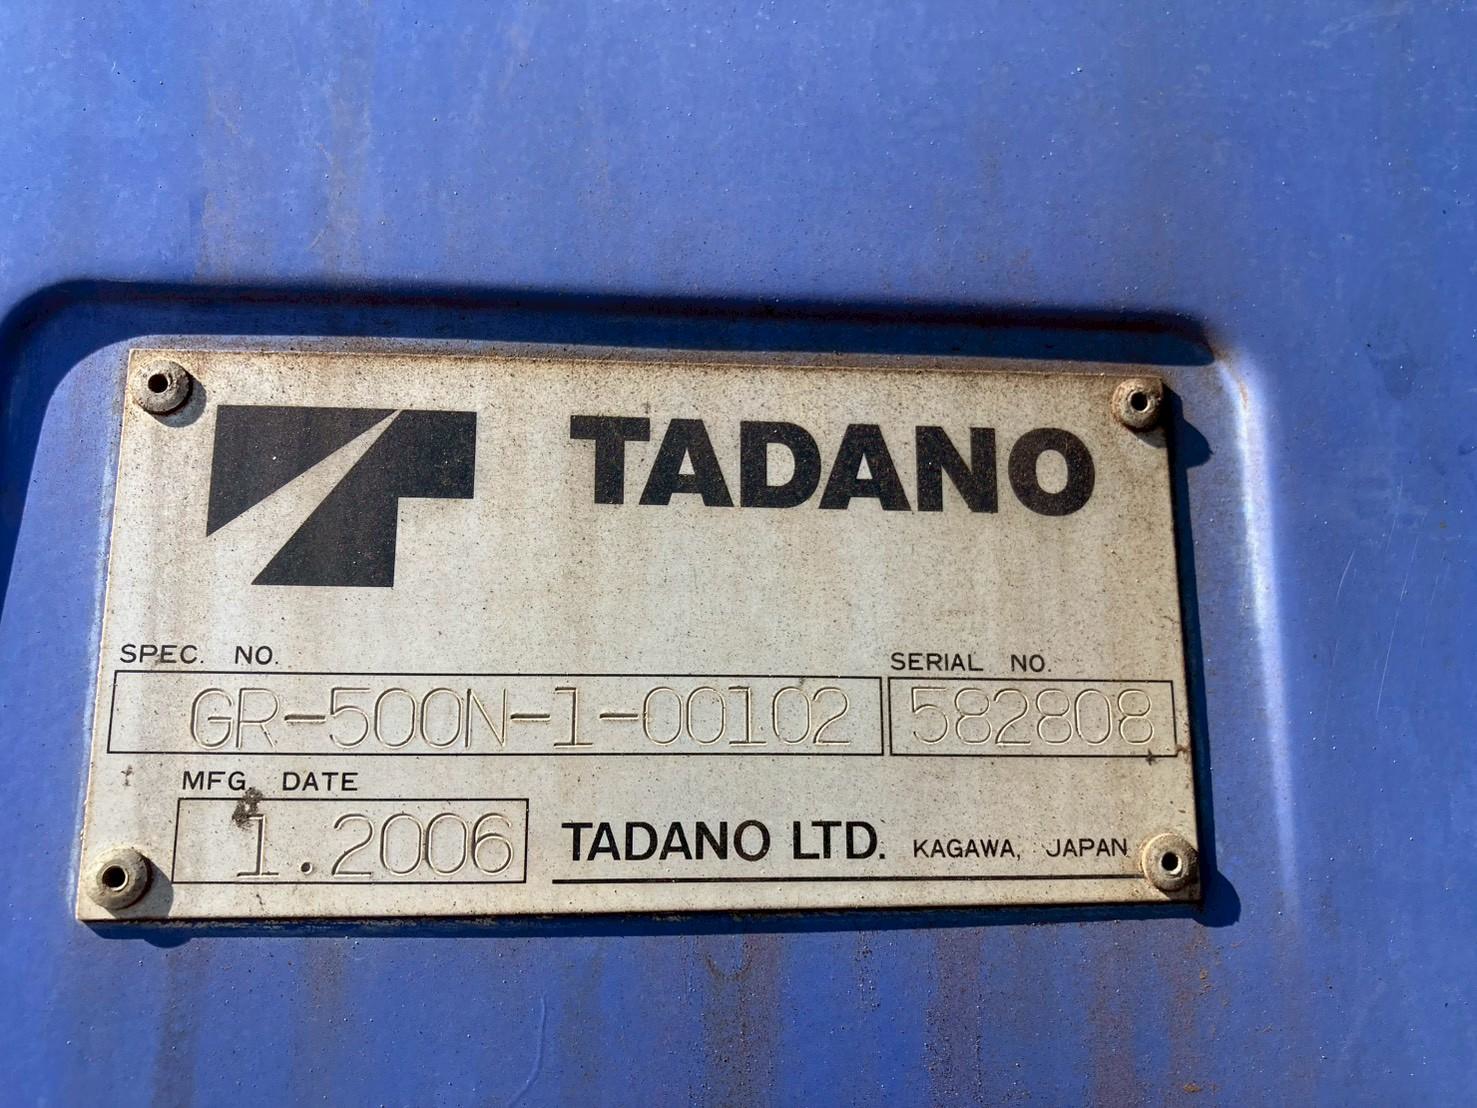 TADANO
SPEC. NO.
SERIAL NO.
GR-500N-1-00102
582808
MFG. DATE
1.2006
TADANO LTD. KAGAWA, JAPAN